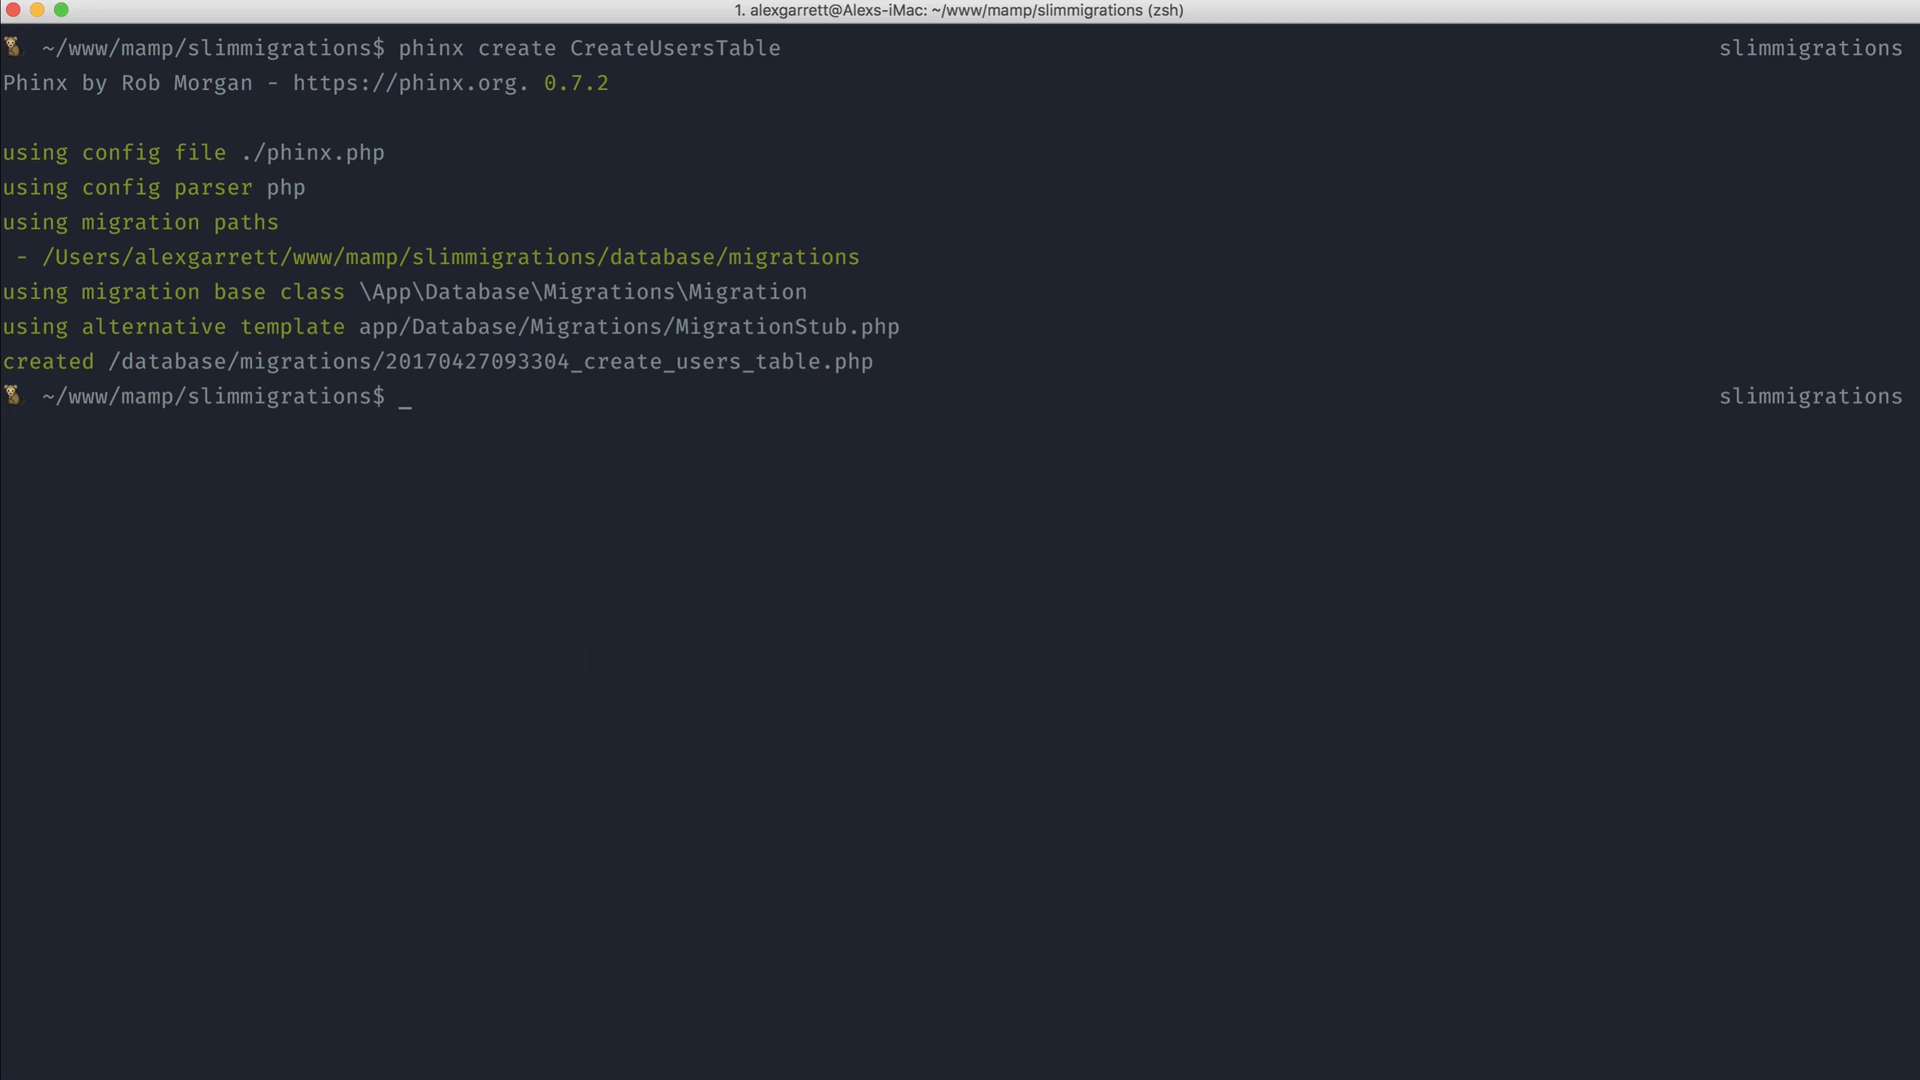 1. alexgarrett@Alexs-iMac: ~/www/mamp/slimmigrations (zsh)
~/www/mamp/slimmigrations$ phinx create CreateUsersTable slimmigrations
Phinx by Rob Morgan - https://phinx.org. 0.7.2
using config file ./phinx.php
using config parser php
using migration paths
- /Users/alexgarrett/www/mamp/slimmigrations/database/migrations
using migration base class \App\Database\Migrations\Migration
using alternative template app/Database/Migrations/MigrationStub.php
created /database/migrations/20170427093304_create_users_table.php
~/www/mamp/slimmigrations$ _ slimmigrations